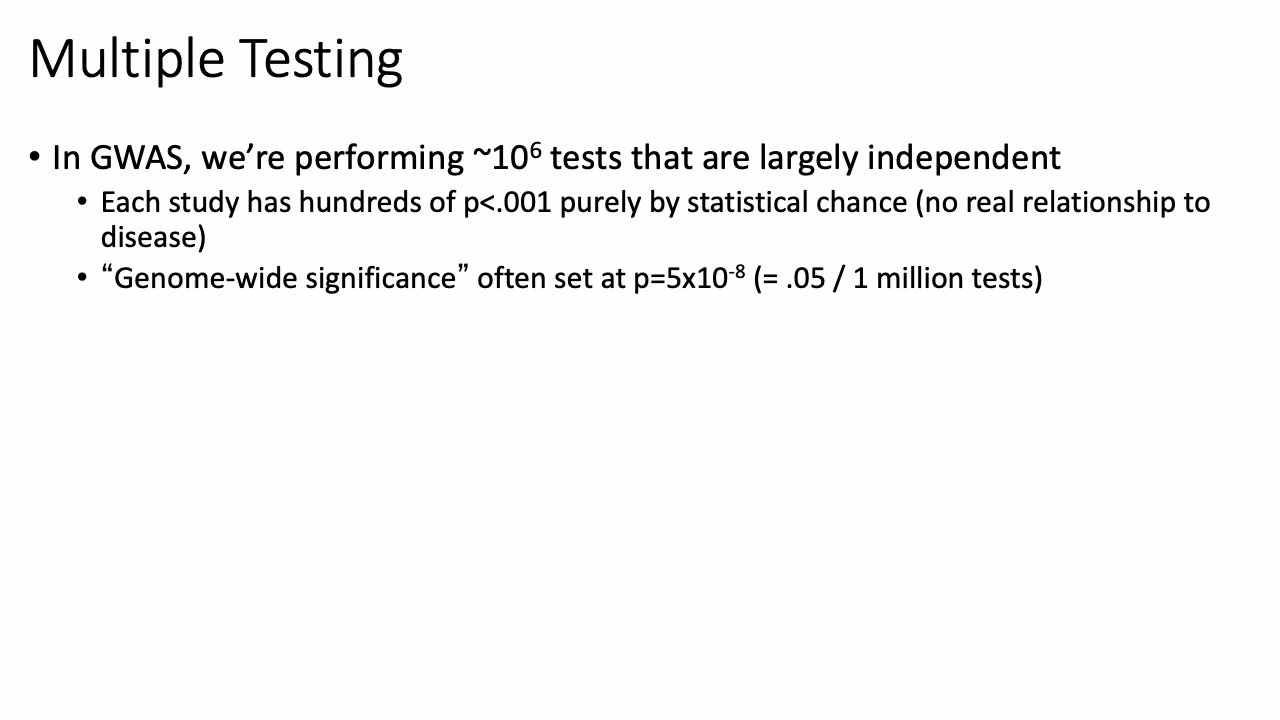 Multiple Testing
• In GWAS, we’re performing ~10⁶ tests that are largely independent
• Each study has hundreds of p<.001 purely by statistical chance (no real relationship to
disease)
• “Genome-wide significance” often set at p=5x10⁻⁸ (= .05 / 1 million tests)